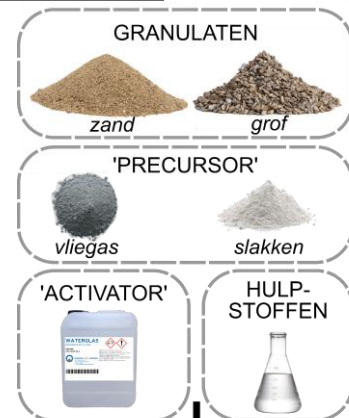 GRANULATEN
zand grof
'PRECURSOR'
vliegas slakken
'ACTIVATOR'
WATERGLAS
HULP-
STOFFEN